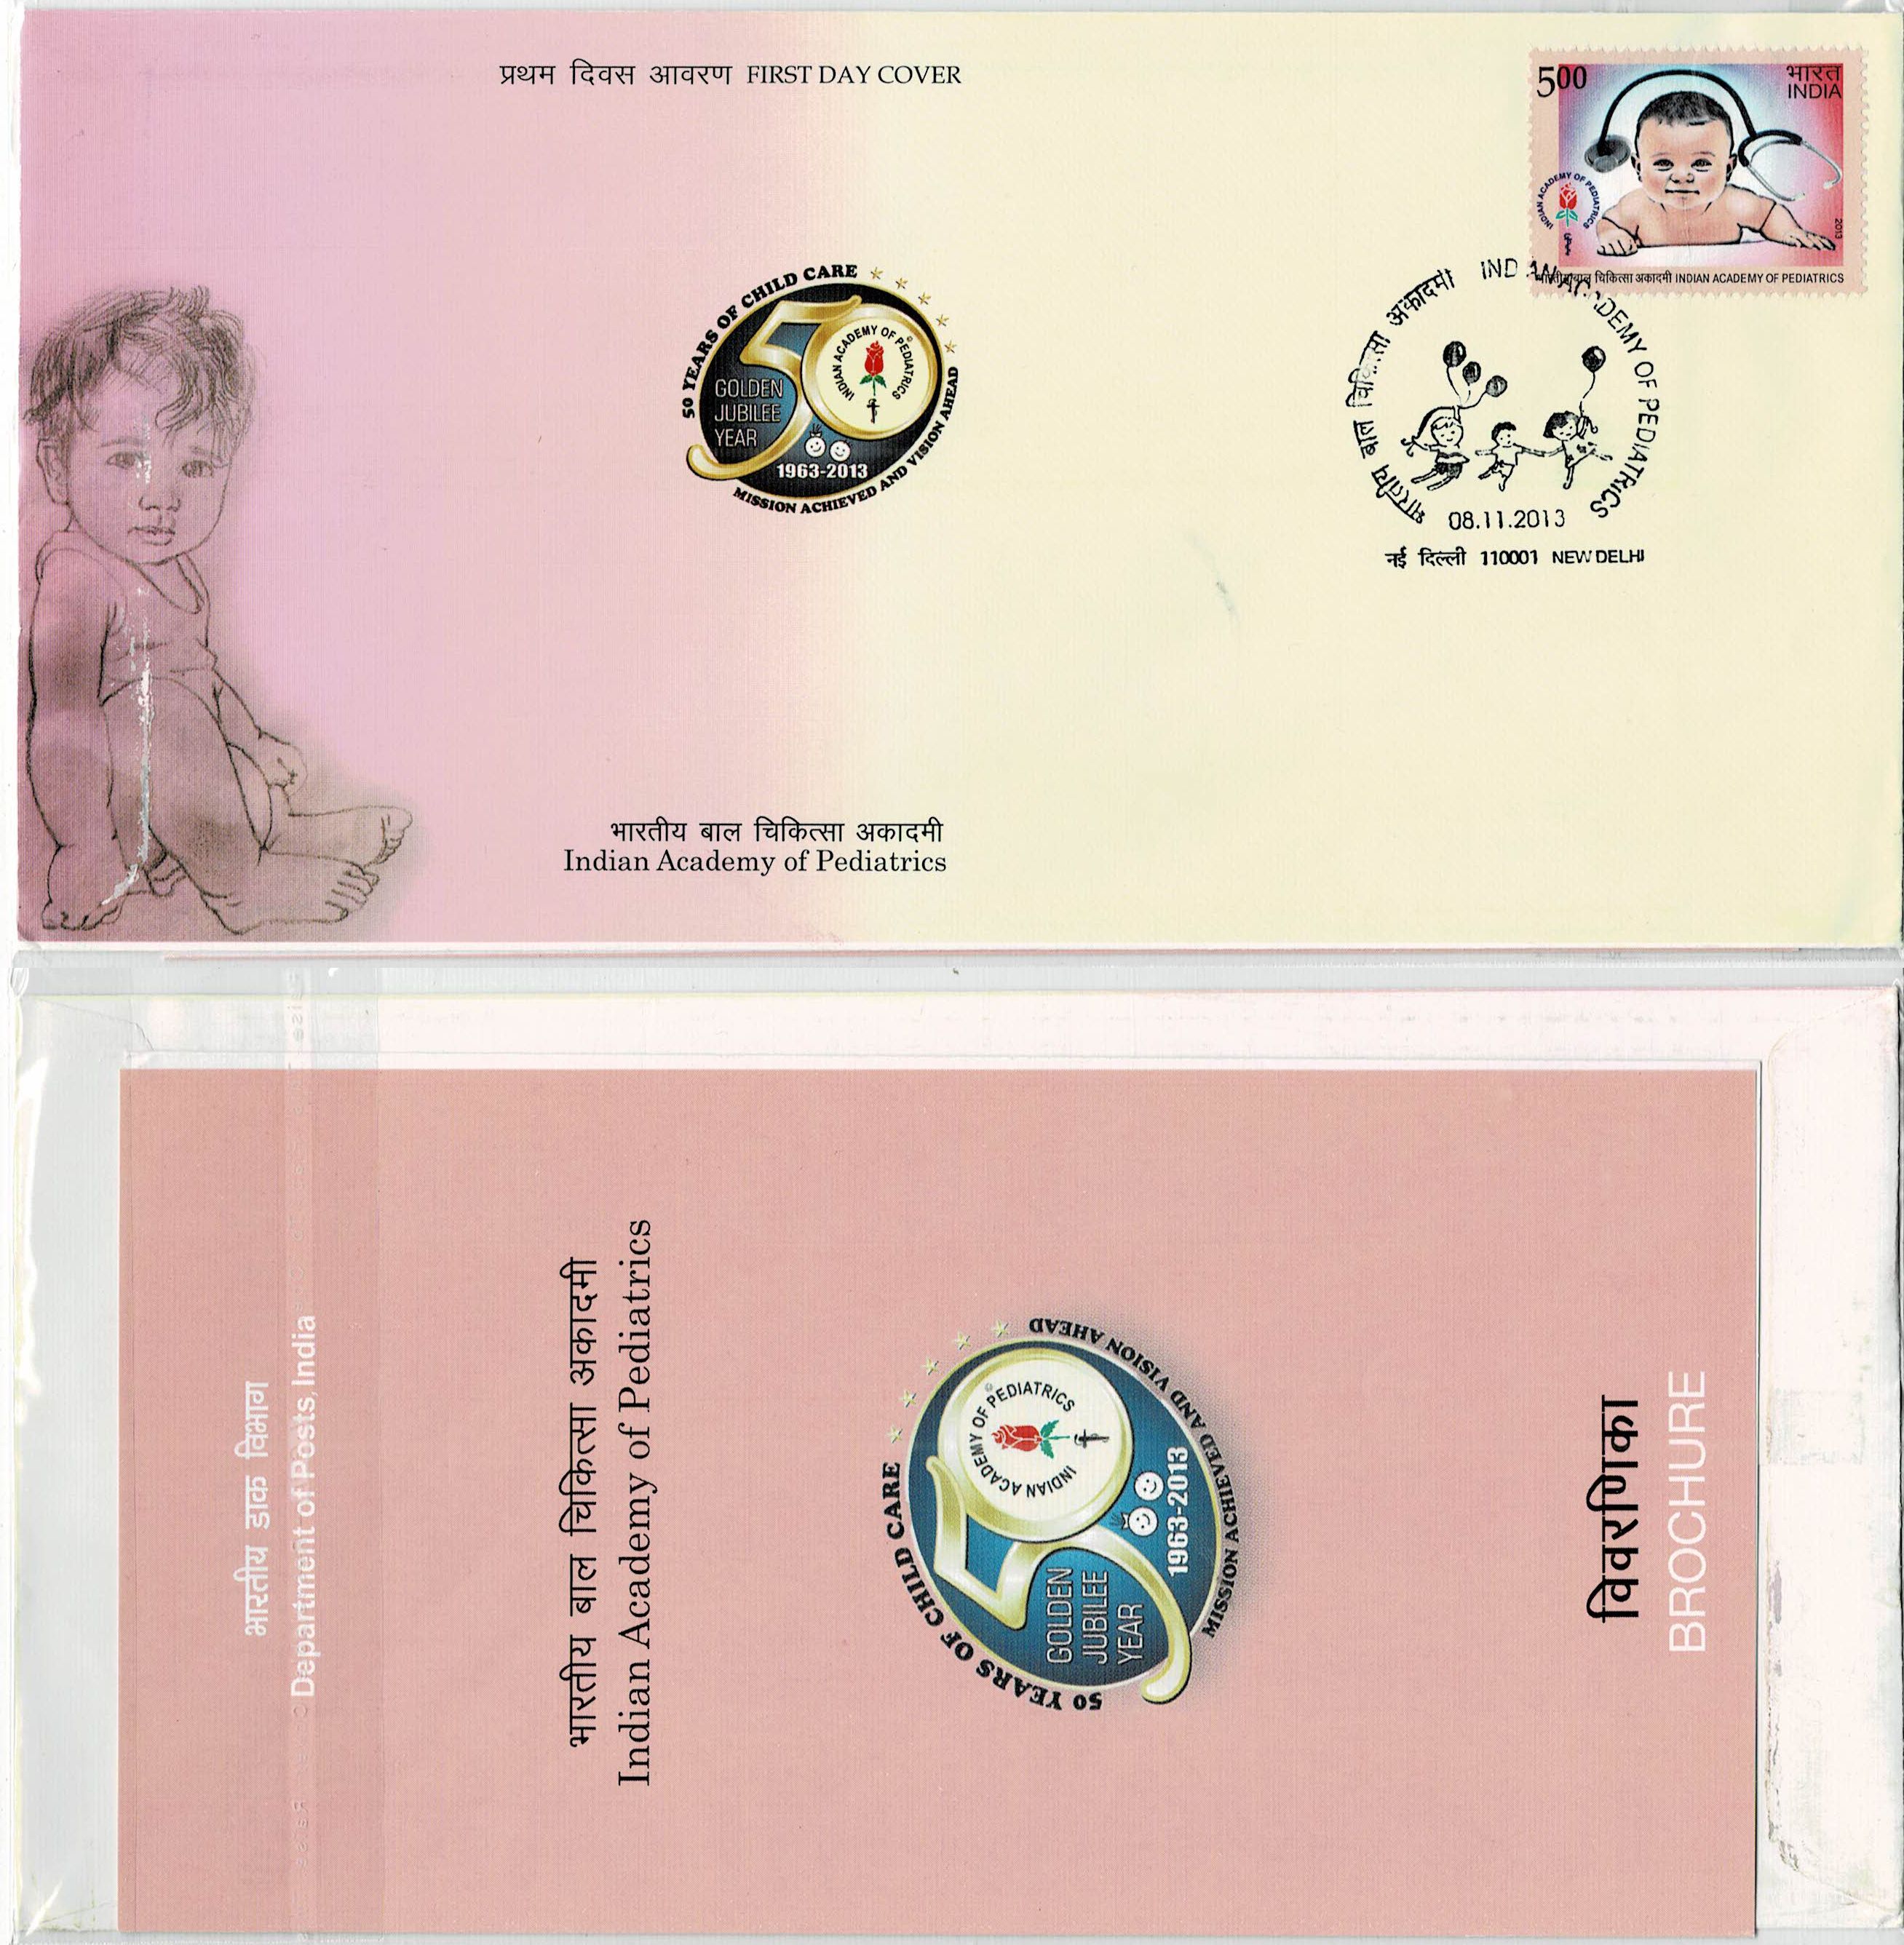 प्रथम दिवस आवरण FIRST DAY COVER
500
भारत
INDIA
INDIAN ACADEMY OF PEDIATRICS
2013
भारतीय बाल चिकित्सा अकादमी INDIAN ACADEMY OF PEDIATRICS
50 YEARS OF CHILD CARE
50
INDIAN ACADEMY OF PEDIATRICS
©
GOLDEN
JUBILEE
YEAR
1963-2013
MISSION ACHIEVED AND VISION AHEAD
भारतीय बाल चिकित्सा अकादमी INDIAN ACADEMY OF PEDIATRICS
08.11.2013
नई दिल्ली 110001 NEW DELHI
भारतीय बाल चिकित्सा अकादमी
Indian Academy of Pediatrics
भारतीय डाक विभाग
Department of Posts, India
भारतीय बाल चिकित्सा अकादमी
Indian Academy of Pediatrics
50 YEARS OF CHILD CARE
50
INDIAN ACADEMY OF PEDIATRICS
©
GOLDEN
JUBILEE
YEAR
1963-2013
MISSION ACHIEVED AND VISION AHEAD
विवरणिका
BROCHURE